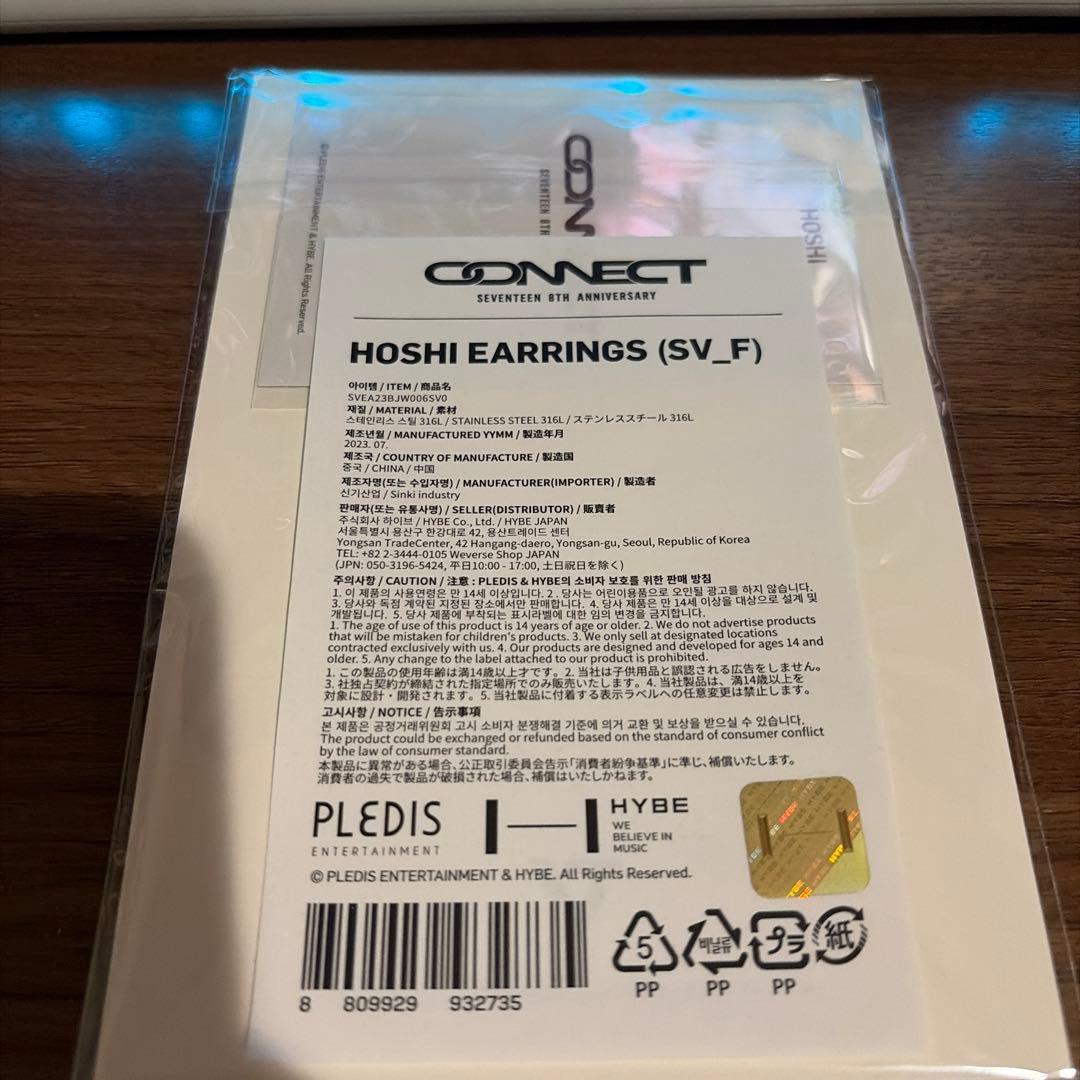 © PLEDIS ENTERTAINMENT & HYBE. All Rights Reserved.
SEVENTEEN 8TH
HOSHI
CONNECT
SEVENTEEN 8TH ANNIVERSARY
HOSHI EARRINGS (SV_F)
아이템 / ITEM / 商品名
SVEA23BJW006SV0
재질 / MATERIAL / 素材
스테인리스 스틸 316L / STAINLESS STEEL 316L / ステンレススチール 316L
제조년월 / MANUFACTURED YYMM / 製造年月
2023. 07.
제조국 / COUNTRY OF MANUFACTURE / 製造国
중국 / CHINA / 中国
제조자명(또는 수입자명) / MANUFACTURER(IMPORTER) / 製造者
신기산업 / Sinki industry
판매자(또는 유통사명) / SELLER(DISTRIBUTOR) / 販売者
주식회사 하이브 / HYBE Co., Ltd. / HYBE JAPAN
서울특별시 용산구 한강대로 42, 용산트레이드 센터
Yongsan TradeCenter, 42 Hangang-daero, Yongsan-gu, Seoul, Republic of Korea
TEL: +82 2-3444-0105 Weverse Shop JAPAN
(JPN: 050-3196-5424, 平日10:00 - 17:00, 土日祝日を除く)
주의사항 / CAUTION / 注意 : PLEDIS & HYBE의 소비자 보호를 위한 판매 방침
1. 이 제품의 사용연령은 만 14세 이상입니다. 2 . 당사는 어린이용품으로 오인될 광고를 하지 않습니다.
3. 당사와 독점 계약된 지정된 장소에서만 판매합니다. 4. 당사 제품은 만 14세 이상을 대상으로 설계 및
개발됩니다. 5. 당사 제품에 부착되는 표시라벨에 대한 임의 변경을 금지합니다.
1. The age of use of this product is 14 years of age or older. 2. We do not advertise products
that will be mistaken for children's products. 3. We only sell at designated locations
contracted exclusively with us. 4. Our products are designed and developed for ages 14 and
older. 5. Any change to the label attached to our product is prohibited.
1. この製品の使用年齢は満14歳以上才です。2. 当社は子供用品と誤認される広告をしません。
3. 社独占契約が締結された指定場所でのみ販売いたします。4. 当社製品は、満14歳以上を
対象に設計・開発されます。5. 当社製品に付着する表示ラベルへの任意変更は禁止します。
고시사항 / NOTICE / 告示事項
본 제품은 공정거래위원회 고시 소비자 분쟁해결 기준에 의거 교환 및 보상을 받으실 수 있습니다.
The product could be exchanged or refunded based on the standard of consumer conflict
by the law of consumer standard.
本製品に異常がある場合、公正取引委員会告示「消費者紛争基準」に準じ、補償いたします。
消費者の過失で製品が破損された場合、補償はいたしかねます。
PLEDIS
ENTERTAINMENT
HYBE
WE
BELIEVE IN
MUSIC
© PLEDIS ENTERTAINMENT & HYBE. All Rights Reserved.
8 809929 932735
5 비닐류 プラ 紙
PP PP PP